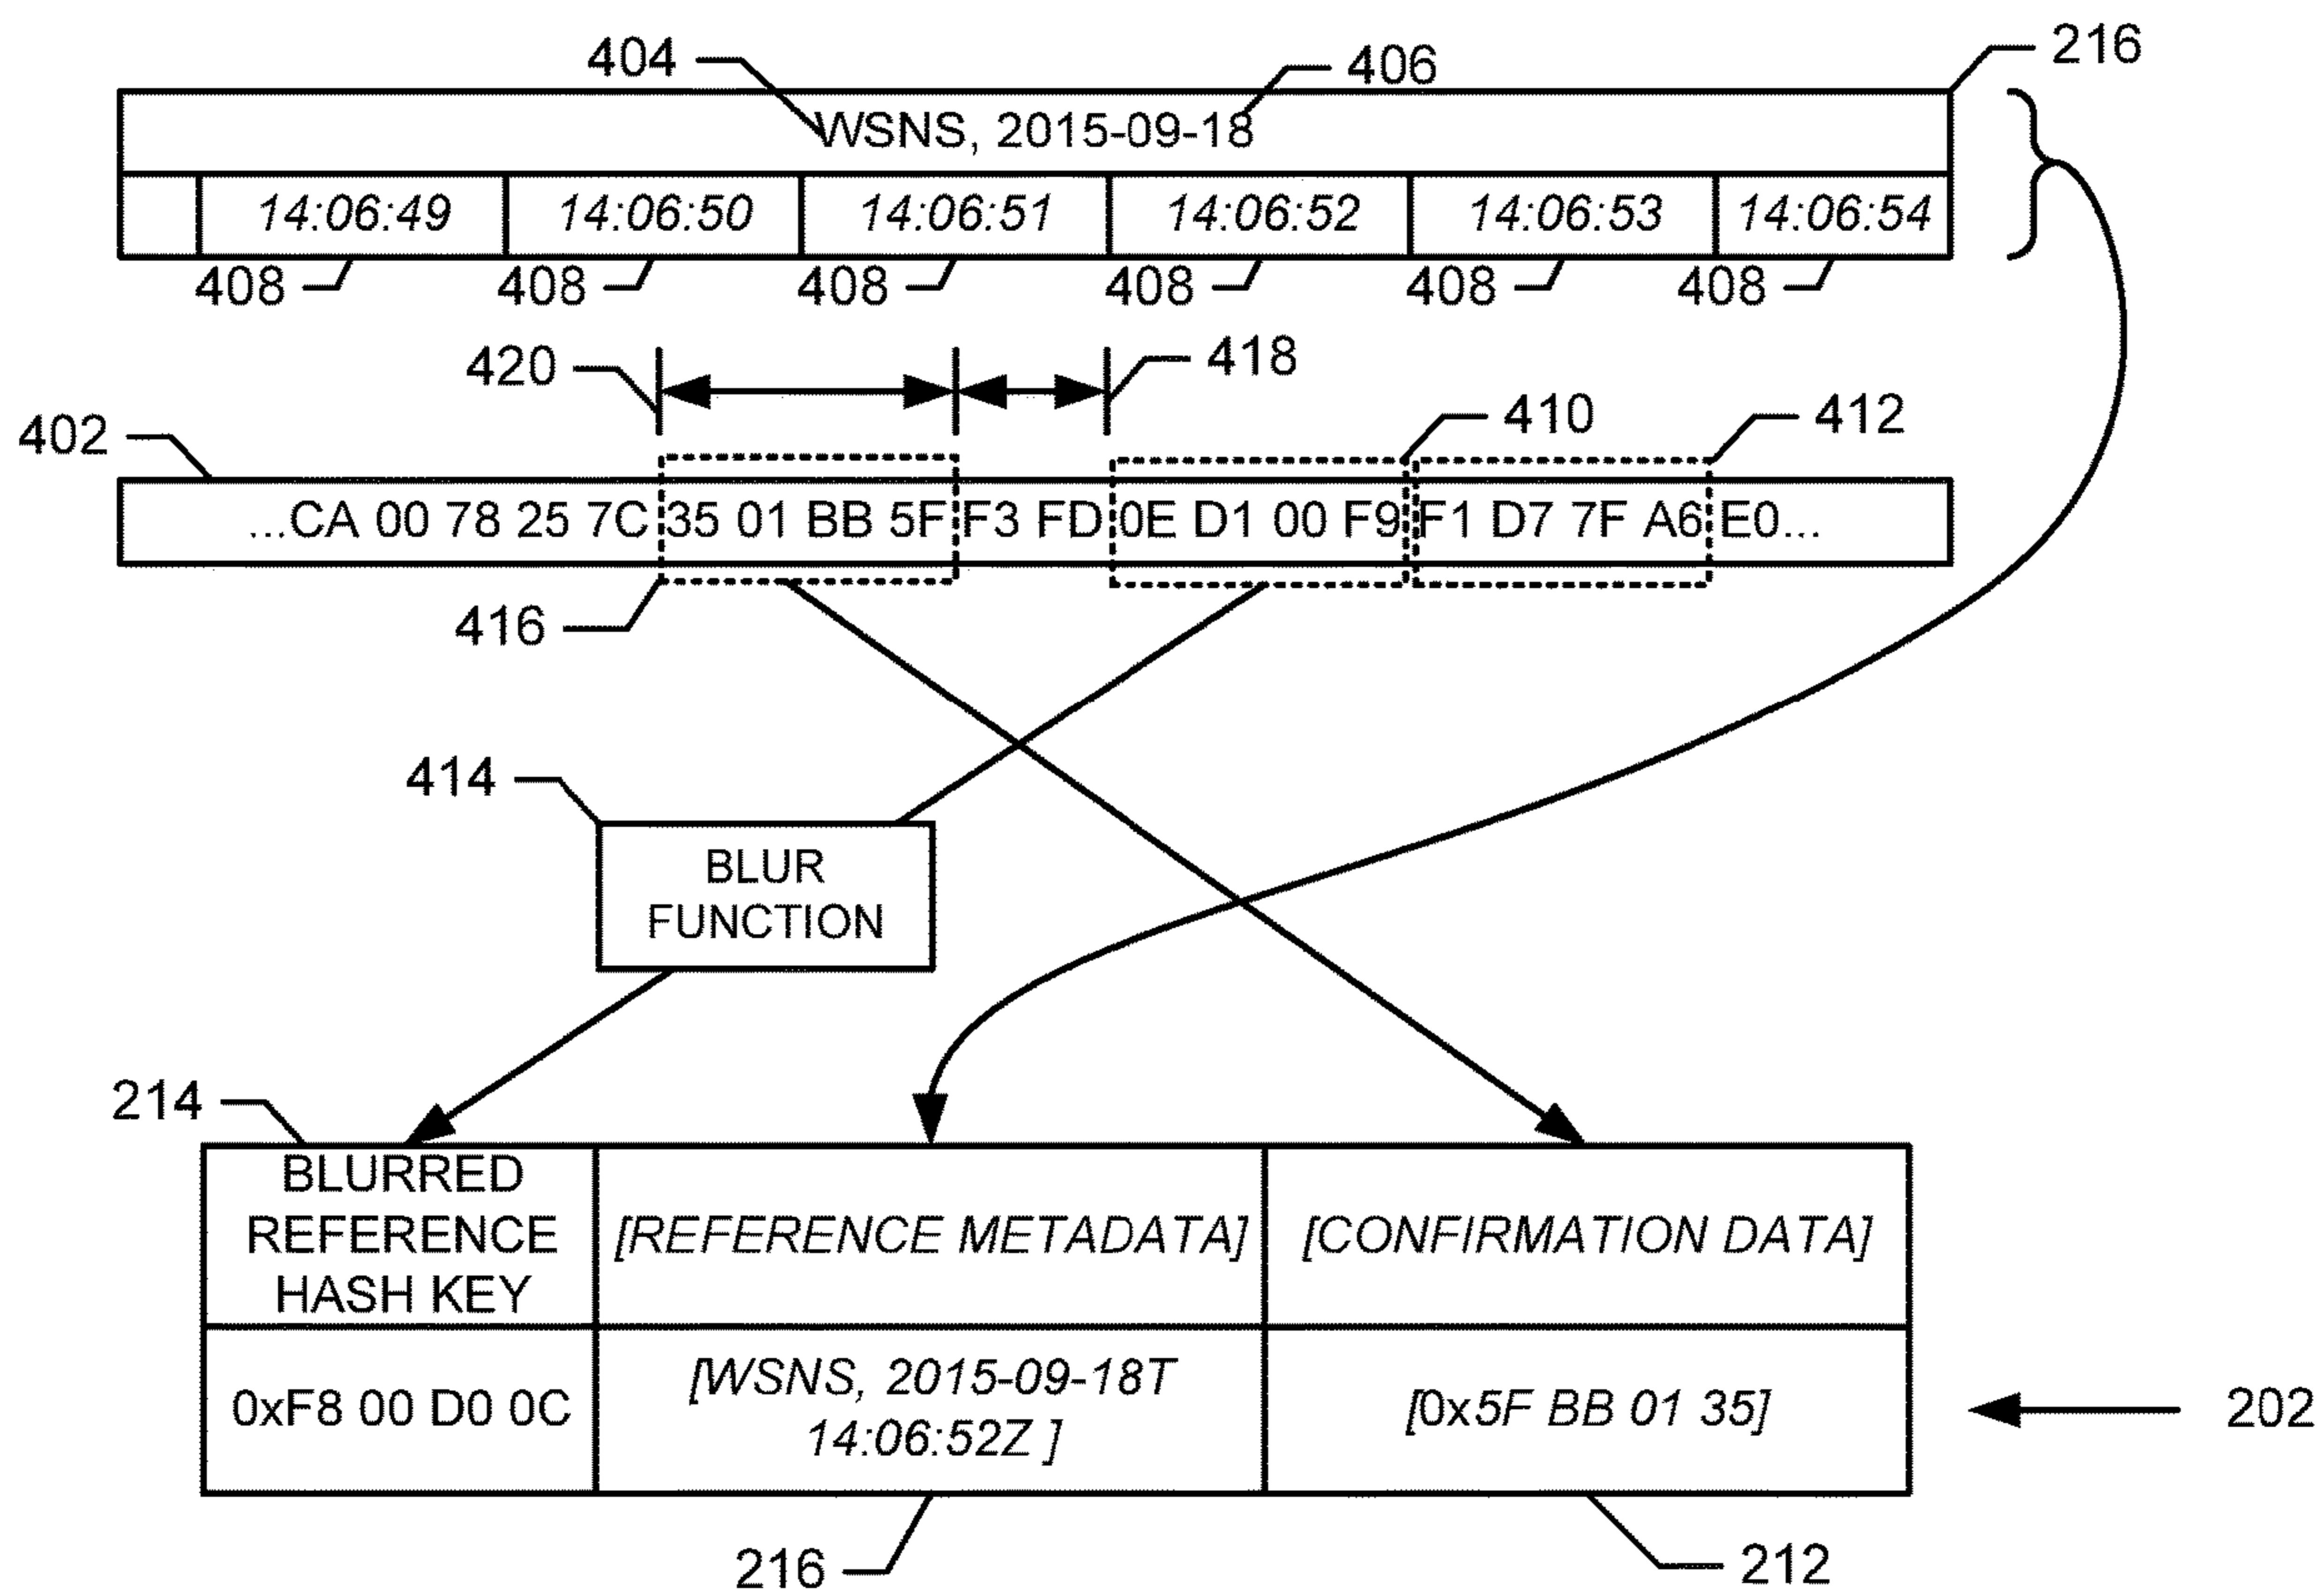 404
406
216
WSNS, 2015-09-18
14:06:49 14:06:50 14:06:51 14:06:52 14:06:53 14:06:54
408 408 408 408 408 408
420
418
402
410
412
...CA 00 78 25 7C 35 01 BB 5F F3 FD 0E D1 00 F9 F1 D7 7F A6 E0...
416
414
BLUR
FUNCTION
214
BLURRED
REFERENCE
HASH KEY
[REFERENCE METADATA]
[CONFIRMATION DATA]
0xF8 00 D0 0C
[WSNS, 2015-09-18T
14:06:52Z ]
[0x5F BB 01 35]
202
216
212